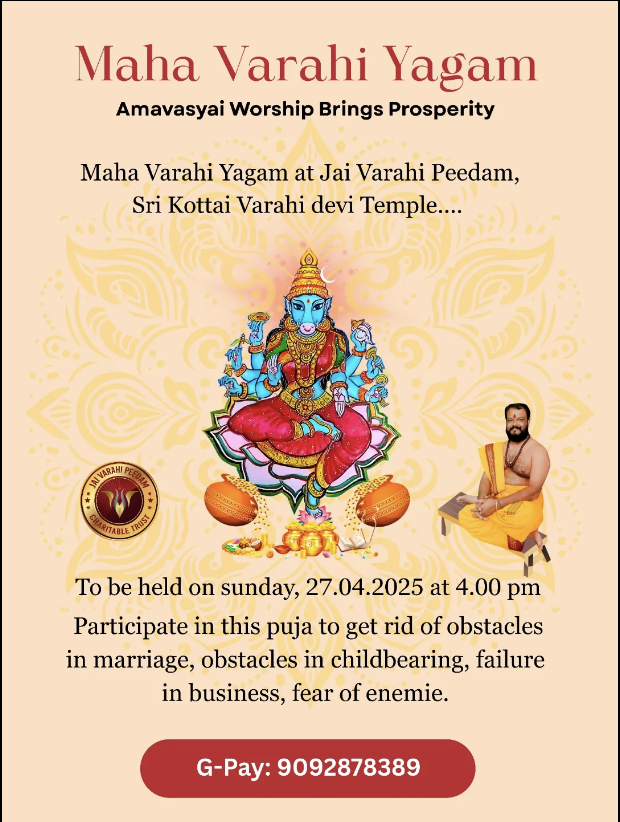 Maha Varahi Yagam
Amavasyai Worship Brings Prosperity
Maha Varahi Yagam at Jai Varahi Peedam,
Sri Kottai Varahi devi Temple....
JAI VARAHI PEEDAM
CHARITABLE TRUST
To be held on sunday, 27.04.2025 at 4.00 pm
Participate in this puja to get rid of obstacles
in marriage, obstacles in childbearing, failure
in business, fear of enemie.
G-Pay: 9092878389